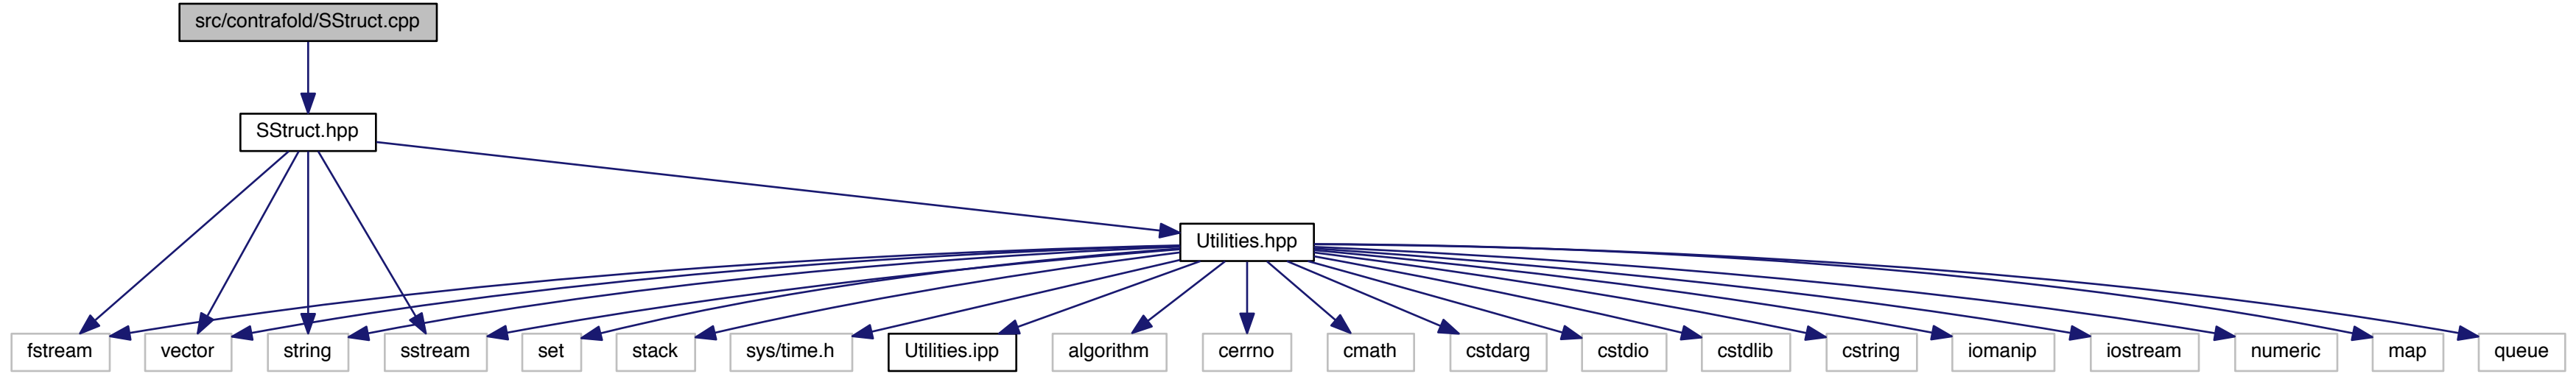 src/contrafold/SStruct.cpp
SStruct.hpp
Utilities.hpp
fstream
vector
string
sstream
set
stack
sys/time.h
Utilities.ipp
algorithm
cerrno
cmath
cstdarg
cstdio
cstdlib
cstring
iomanip
iostream
numeric
map
queue